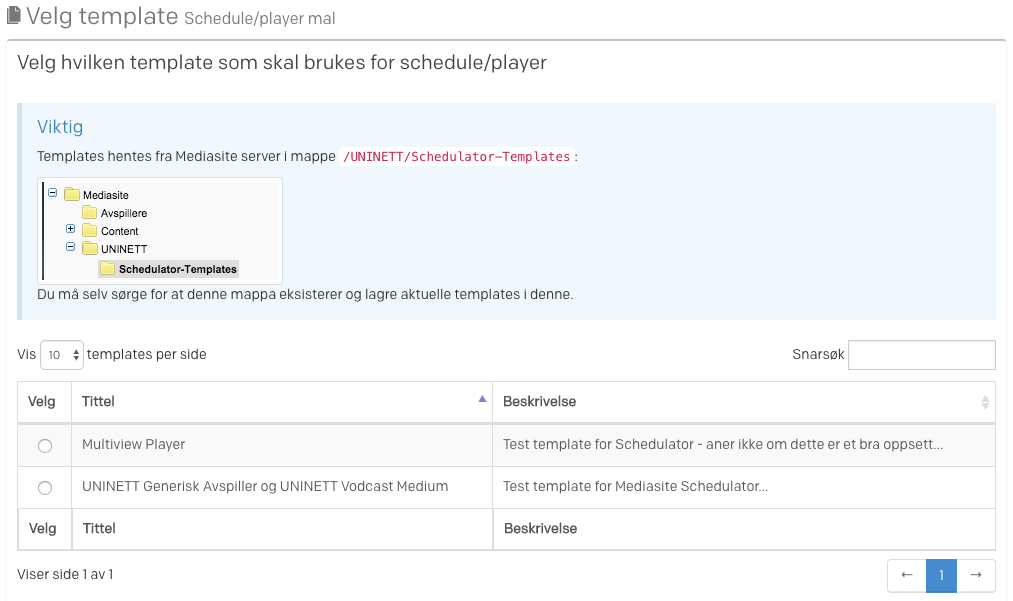 Velg template Schedule/player mal
Velg hvilken template som skal brukes for schedule/player
Viktig
Templates hentes fra Mediasite server i mappe /UNINETT/Schedulator-Templates :
Mediasite
Avspillere
Content
UNINETT
Schedulator-Templates
Du må selv sørge for at denne mappa eksisterer og lagre aktuelle templates i denne.
Vis 10 templates per side Snarsøk
Velg Tittel Beskrivelse
Multiview Player Test template for Schedulator - aner ikke om dette er et bra oppsett...
UNINETT Generisk Avspiller og UNINETT Vodcast Medium Test template for Mediasite Schedulator...
Velg Tittel Beskrivelse
Viser side 1 av 1 ← 1 →